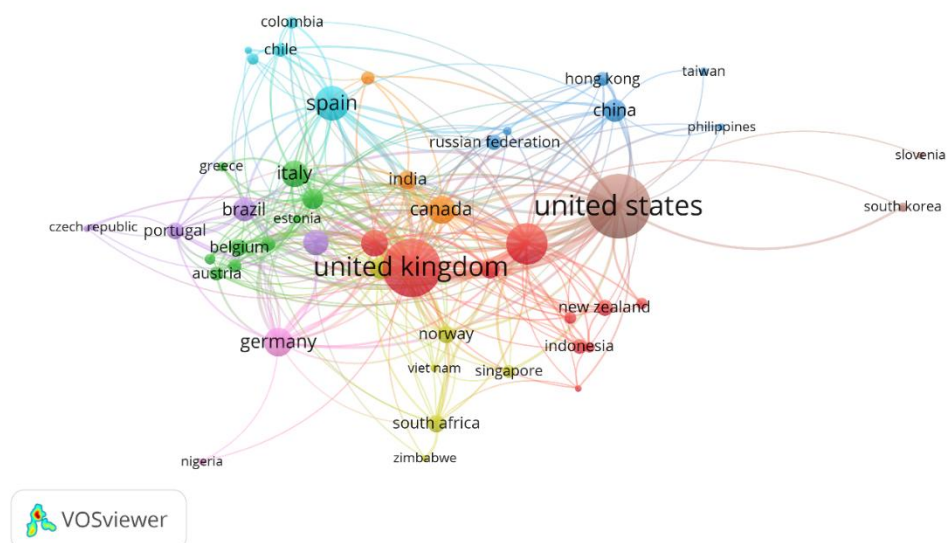 colombia
chile
spain
hong kong
taiwan
china
philippines
russian federation
greece
italy
india
slovenia
brazil
canada
united states
south korea
estonia
czech republic
portugal
belgium
austria
united kingdom
new zealand
germany
norway
indonesia
viet nam
singapore
south africa
nigeria
zimbabwe
VOSviewer